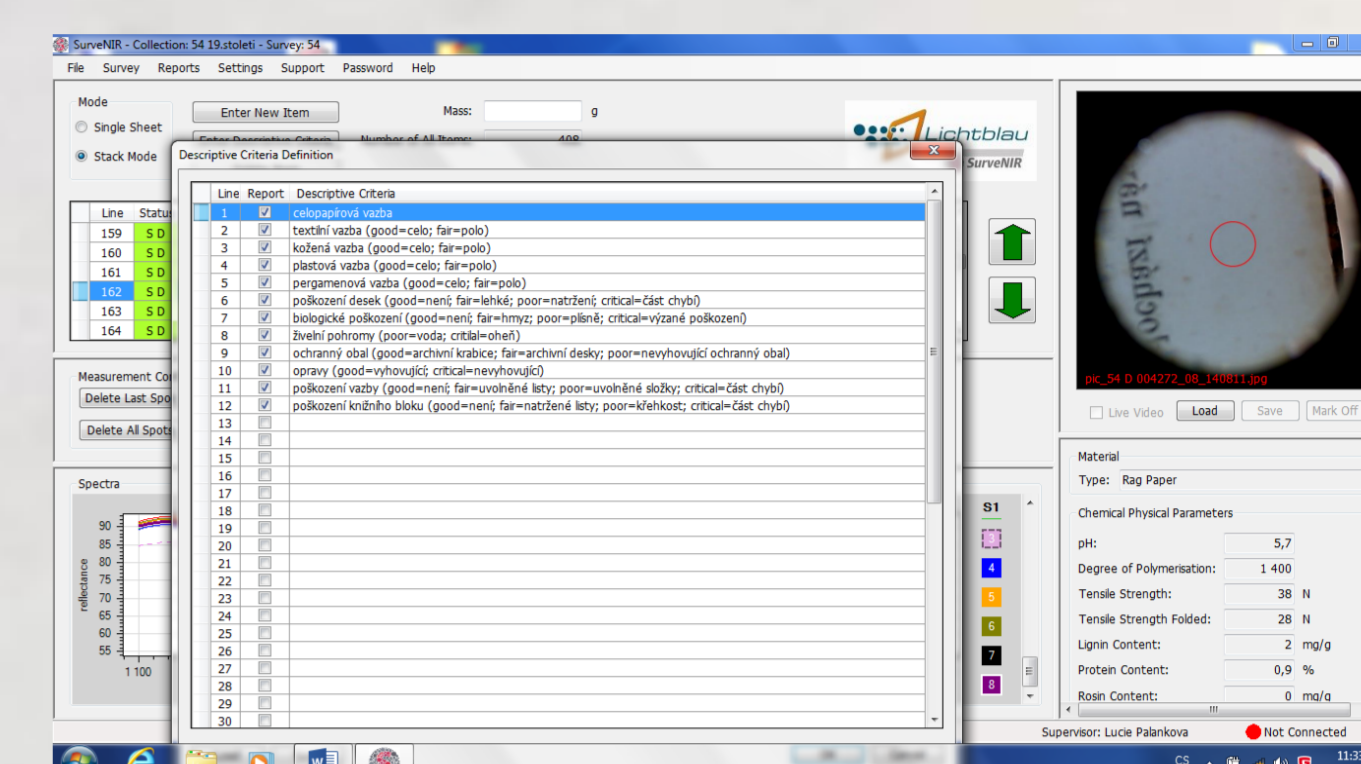 SurveNIR - Collection: 54 19.stoleti - Survey: 54
File Survey Reports Settings Support Password Help
Mode
Single Sheet
Stack Mode
Enter New Item
Enter Descriptive Criteria
Mass: g
Number of All Items: 498
Lichtblau
SurveNIR
Descriptive Criteria Definition
Line Report Descriptive Criteria
1 celopapírová vazba
2 textilní vazba (good=celo; fair=polo)
3 kožená vazba (good=celo; fair=polo)
4 plastová vazba (good=celo; fair=polo)
5 pergamenová vazba (good=celo; fair=polo)
6 poškození desek (good=není; fair=lehké; poor=natržení; critical=část chybí)
7 biologické poškození (good=není; fair=hmyz; poor=plísně; critical=výzané poškození)
8 živelní pohromy (poor=voda; critilal=oheň)
9 ochranný obal (good=archivní krabice; fair=archivní desky; poor=nevyhovující ochranný obal)
10 opravy (good=vyhovující; critical=nevyhovující)
11 poškození vazby (good=není; fair=uvolněné listy; poor=uvolněné složky; critical=část chybí)
12 poškození knižního bloku (good=není; fair=natržené listy; poor=křehkost; critical=část chybí)
13
14
15
16
17
18
19
20
21
22
23
24
25
26
27
28
29
30
Line Statu
159 S D
160 S D
161 S D
162 S D
163 S D
164 S D
Measurement Co
Delete Last Spo
Delete All Spots
Spectra
reflectance
90
85
80
75
70
65
60
55
1 100
S1
3
4
5
6
7
8
pic_54 D 004272_08_140811.jpg
Live Video Load Save Mark Off
Material
Type: Rag Paper
Chemical Physical Parameters
pH: 5,7
Degree of Polymerisation: 1 400
Tensile Strength: 38 N
Tensile Strength Folded: 28 N
Lignin Content: 2 mg/g
Protein Content: 0,9 %
Rosin Content: 0 mg/g
Supervisor: Lucie Palankova Not Connected
CS 11:33